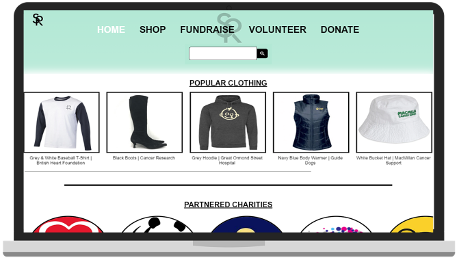 SR
SR
HOME SHOP FUNDRAISE VOLUNTEER DONATE
POPULAR CLOTHING
Grey & White Baseball T-Shirt |
British Heart Foundation
Black Boots | Cancer Research
Grey Hoodie | Great Ormond Street
Hospital
Navy Blue Body Warmer | Guide
Dogs
White Bucket Hat | MacMillan Cancer
Support
PARTNERED CHARITIES